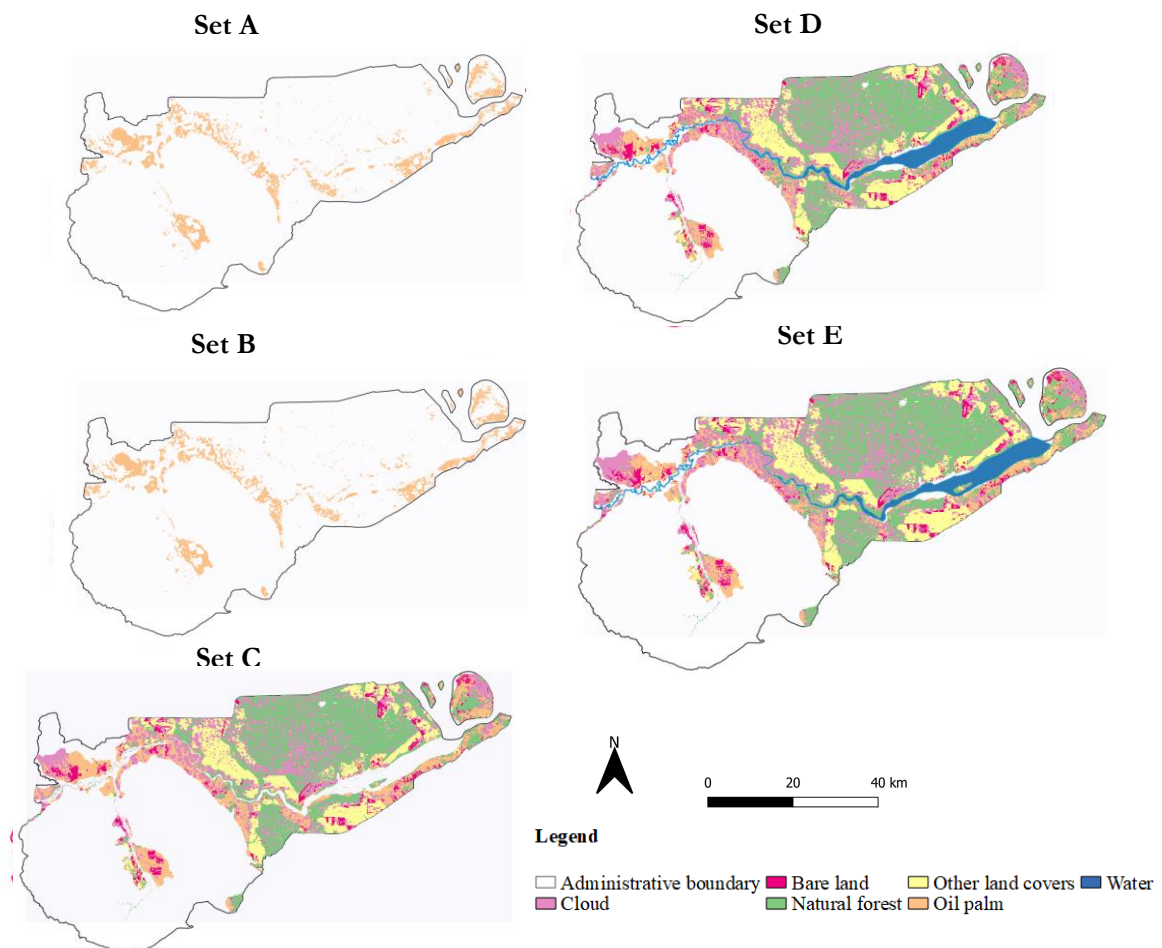 Set A
Set D
Set B
Set E
Set C
N
0 20 40 km
Legend
Administrative boundary Bare land Other land covers Water
Cloud Natural forest Oil palm